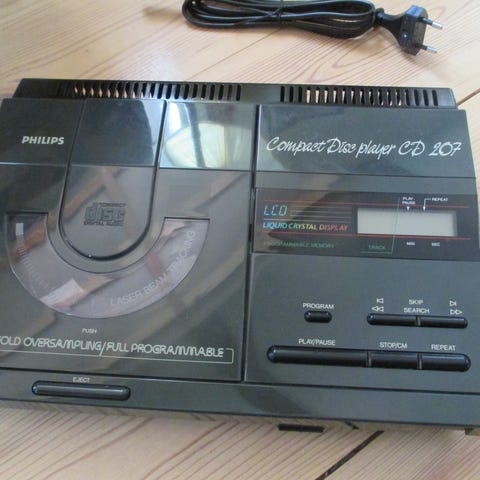 PHILIPS
COMPACT
disc
DIGITAL AUDIO
LASER BEAM TRACKING
PUSH
FOLD OVERSAMPLING/FULL PROGRAMMABLE
EJECT
Compact Disc player CD 207
PLAY/
PAUSE
REPEAT
LCD
LIQUID CRYSTAL DISPLAY
PROGRAMMABLE MEMORY
TRACK
MIN
SEC
PROGRAM
SKIP
SEARCH
PLAY/PAUSE
STOP/CM
REPEAT